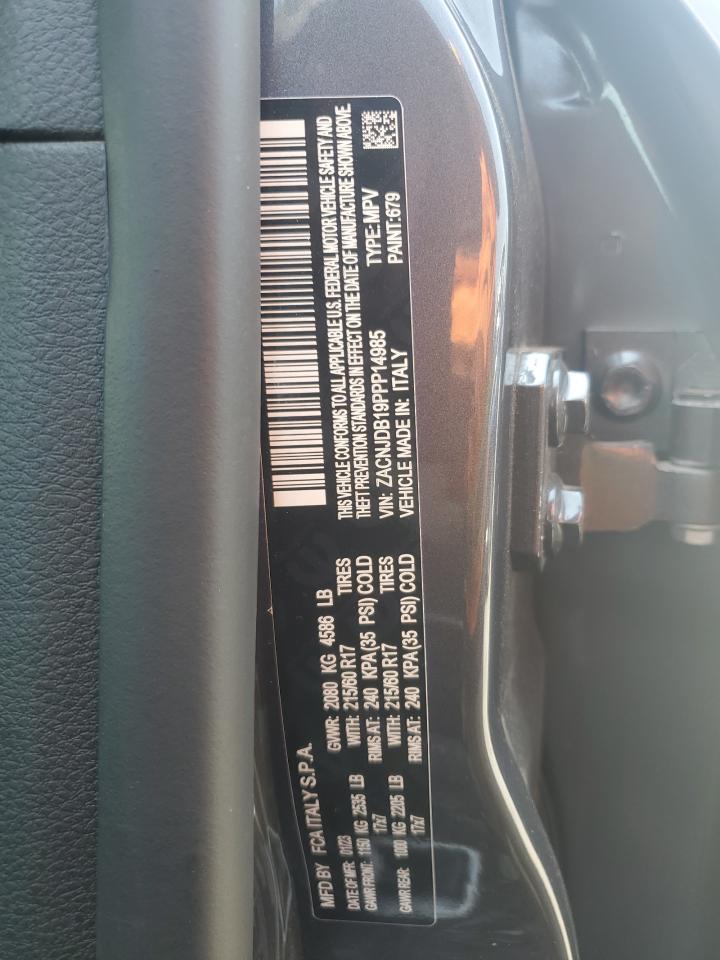 MFD BY FCA ITALY S.P.A.
DATE OF MFR: 01/23 GVWR: 2080 KG 4586 LB
GAWR FRONT: 1150 KG 2535 LB WITH: 215/60 R17 TIRES
17x7 RIMS AT: 240 KPA (35 PSI) COLD
GAWR REAR: 1000 KG 2205 LB WITH: 215/60 R17 TIRES
17x7 RIMS AT: 240 KPA (35 PSI) COLD
THIS VEHICLE CONFORMS TO ALL APPLICABLE U.S. FEDERAL MOTOR VEHICLE SAFETY AND
THEFT PREVENTION STANDARDS IN EFFECT ON THE DATE OF MANUFACTURE SHOWN ABOVE.
VIN: ZACNJDB19PPP14985 TYPE: MPV
VEHICLE MADE IN: ITALY PAINT:679